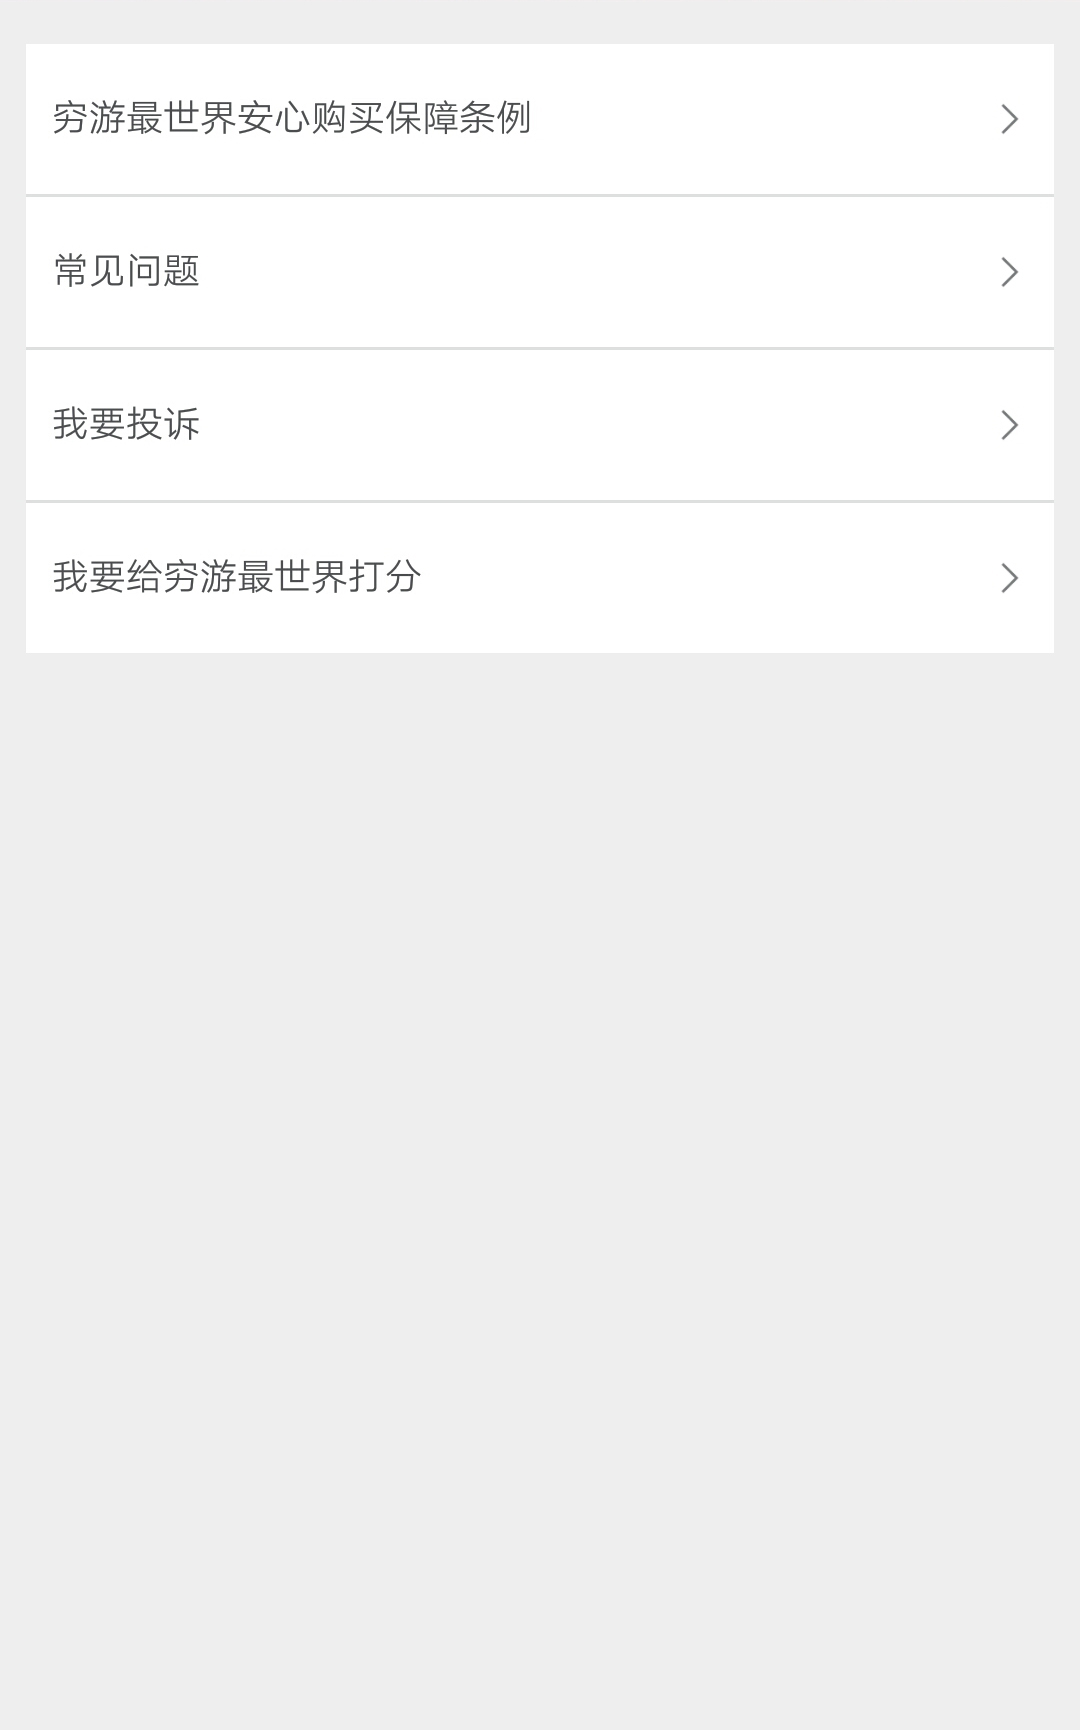 穷游最世界安心购买保障条例
常见问题
我要投诉
我要给穷游最世界打分